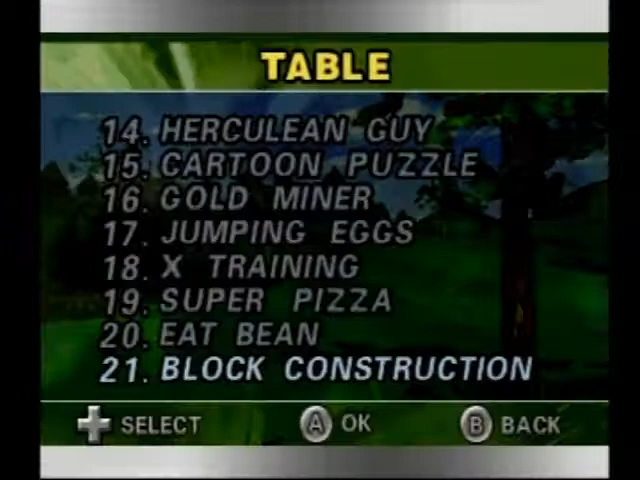 TABLE
14. HERCULEAN GUY
15. CARTOON PUZZLE
16. GOLD MINER
17. JUMPING EGGS
18. X TRAINING
19. SUPER PIZZA
20. EAT BEAN
21. BLOCK CONSTRUCTION
SELECT A OK B BACK